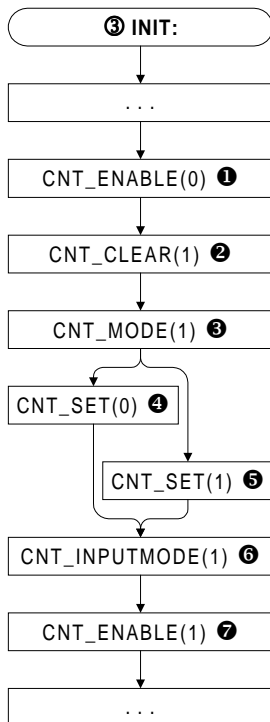 ③ INIT:
...
CNT_ENABLE(0) ❶
CNT_CLEAR(1) ❷
CNT_MODE(1) ❸
CNT_SET(0) ❹
CNT_SET(1) ❺
CNT_INPUTMODE(1) ❻
CNT_ENABLE(1) ❼
...